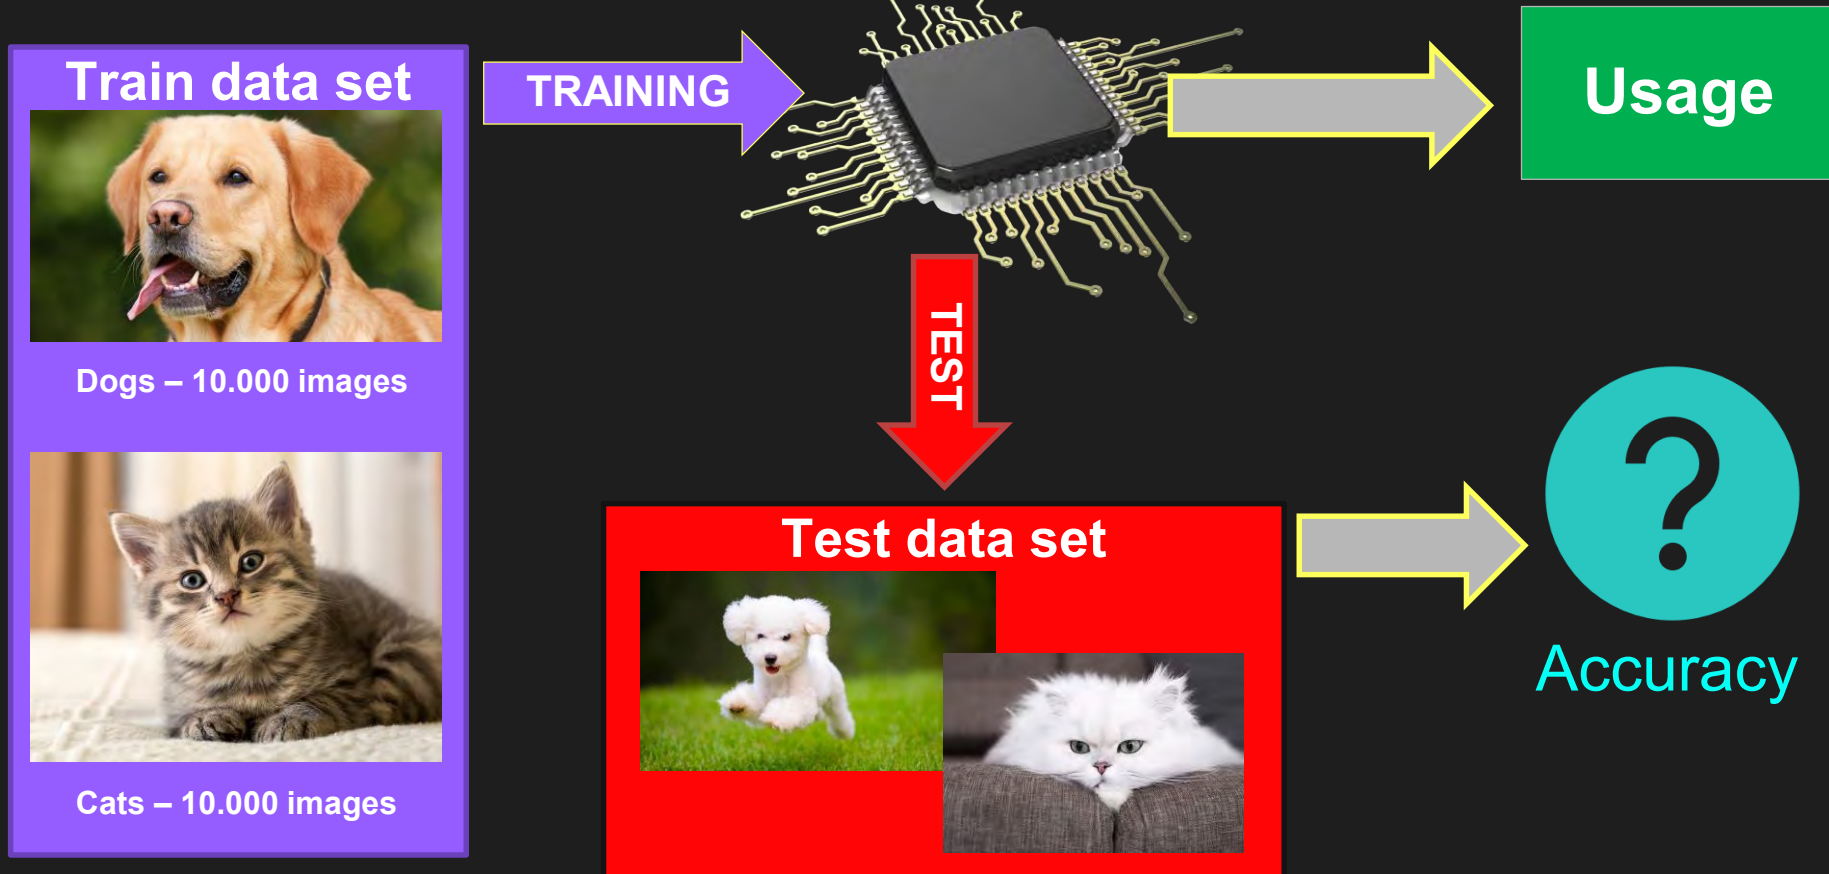 Train data set
Dogs – 10.000 images
Cats – 10.000 images
TRAINING
Usage
TEST
Test data set
?
Accuracy